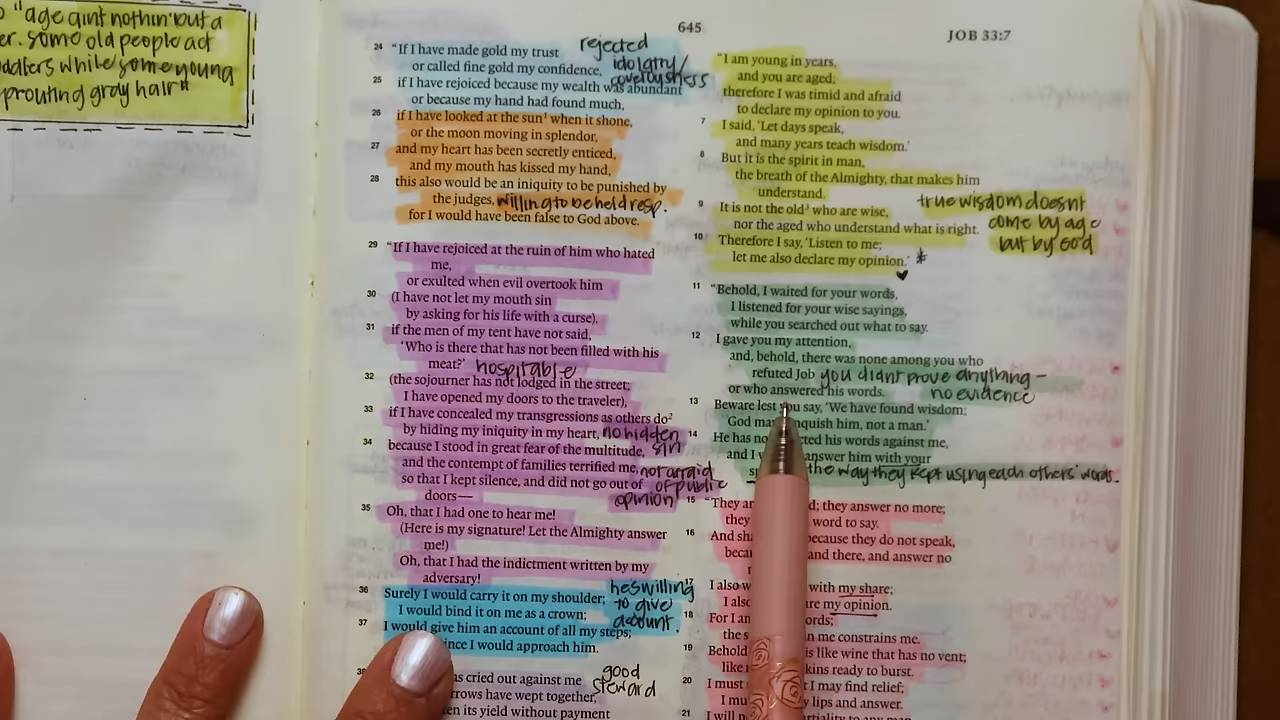 "age aint nothin' but a
er. some old people act
ddlers while some young
sprouting gray hair"
645
JOB 33:7
24 "If I have made gold my trust
or called fine gold my confidence,
rejected
idolatry/
coveteousness
25 if I have rejoiced because my wealth was abundant
or because my hand had found much,
26 if I have looked at the sun¹ when it shone,
or the moon moving in splendor,
27 and my heart has been secretly enticed,
and my mouth has kissed my hand,
28 this also would be an iniquity to be punished by
the judges, willing to be held resp.
for I would have been false to God above.
29 "If I have rejoiced at the ruin of him who hated
me,
or exulted when evil overtook him
30 (I have not let my mouth sin
by asking for his life with a curse),
31 if the men of my tent have not said,
'Who is there that has not been filled with his
meat?' hospitable
32 (the sojourner has not lodged in the street;
I have opened my doors to the traveler),
33 if I have concealed my transgressions as others do²
by hiding my iniquity in my heart, no hidden
sin
34 because I stood in great fear of the multitude,
and the contempt of families terrified me, not afraid
so that I kept silence, and did not go out of of public
doors— opinion
35 Oh, that I had one to hear me!
(Here is my signature! Let the Almighty answer
me!)
Oh, that I had the indictment written by my
adversary!
36 Surely I would carry it on my shoulder;
I would bind it on me as a crown;
37 I would give him an account of all my steps;
ince I would approach him.
hes willing
to give
account.
38 as cried out against me
rrows have wept together,
en its yield without payment
good
steward
"I am young in years,
and you are aged;
therefore I was timid and afraid
to declare my opinion to you.
7 I said, 'Let days speak,
and many years teach wisdom.'
8 But it is the spirit in man,
the breath of the Almighty, that makes him
understand.
9 It is not the old³ who are wise,
nor the aged who understand what is right.
10 Therefore I say, 'Listen to me;
let me also declare my opinion.' *
true wisdom doesnt
come by age
but by God
11 "Behold, I waited for your words,
I listened for your wise sayings,
while you searched out what to say.
12 I gave you my attention,
and, behold, there was none among you who
refuted Job you didnt prove anything -
or who answered his words. no evidence
13 Beware lest you say, 'We have found wisdom;
God may nquish him, not a man.'
14 He has no cted his words against me,
and I answer him with your
sp the way they kept using each others' words.
15 "They ar d; they answer no more;
they word to say.
16 And sha because they do not speak,
beca and there, and answer no
17 I also w with my share;
I also re my opinion.
18 For I am ords;
the s n me constrains me.
19 Behold is like wine that has no vent;
like kins ready to burst.
20 I must t I may find relief;
I mu y lips and answer.
21 I will n artiality to any man